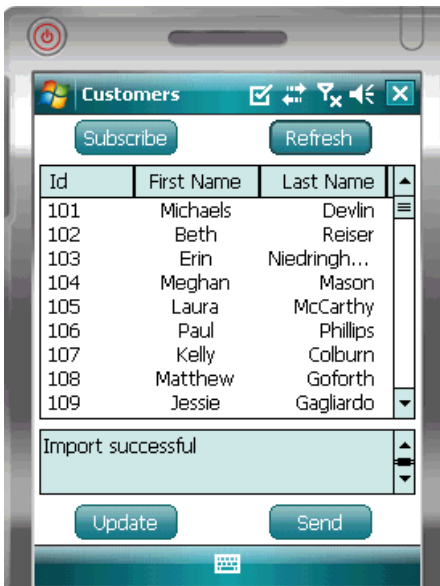 Customers
Subscribe Refresh
Id First Name Last Name
101 Michaels Devlin
102 Beth Reiser
103 Erin Niedringh...
104 Meghan Mason
105 Laura McCarthy
106 Paul Phillips
107 Kelly Colburn
108 Matthew Goforth
109 Jessie Gagliardo
Import successful
Update Send